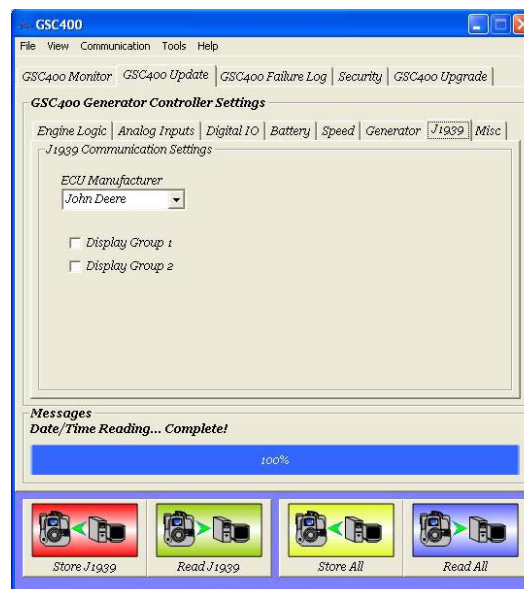 GSC400
File View Communication Tools Help
GSC400 Monitor GSC400 Update GSC400 Failure Log Security GSC400 Upgrade
GSC400 Generator Controller Settings
Engine Logic Analog Inputs Digital IO Battery Speed Generator J1939 Misc
J1939 Communication Settings
ECU Manufacturer
John Deere
Display Group 1
Display Group 2
Messages
Date/Time Reading... Complete!
100%
Store J1939 Read J1939 Store All Read All